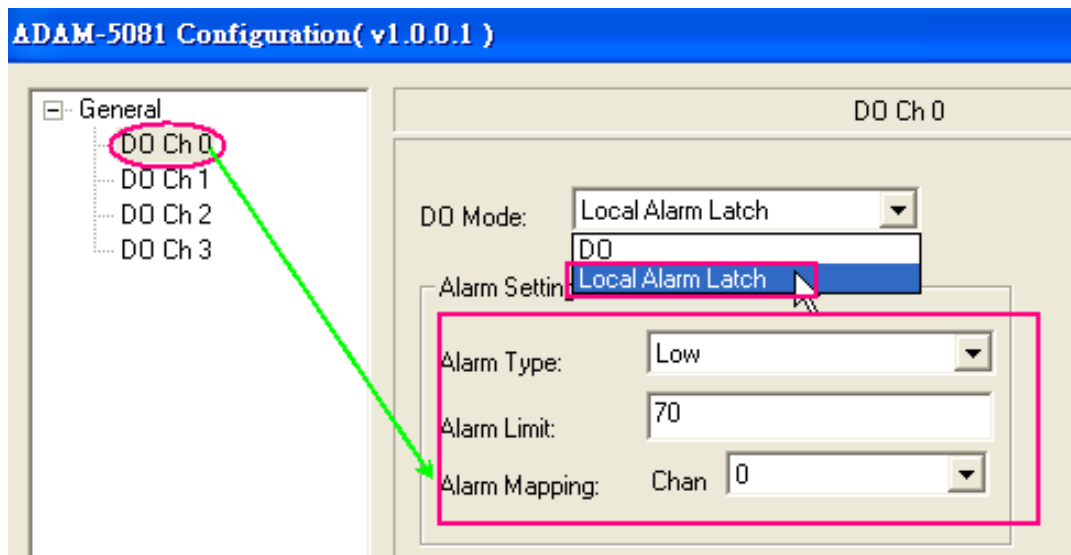 ADAM-5081 Configuration( v1.0.0.1 )
General
DO Ch 0
DO Ch 1
DO Ch 2
DO Ch 3
DO Ch 0
DO Mode:
Local Alarm Latch
DO
Local Alarm Latch
Alarm Setting
Alarm Type:
Low
Alarm Limit:
70
Alarm Mapping:
Chan
0